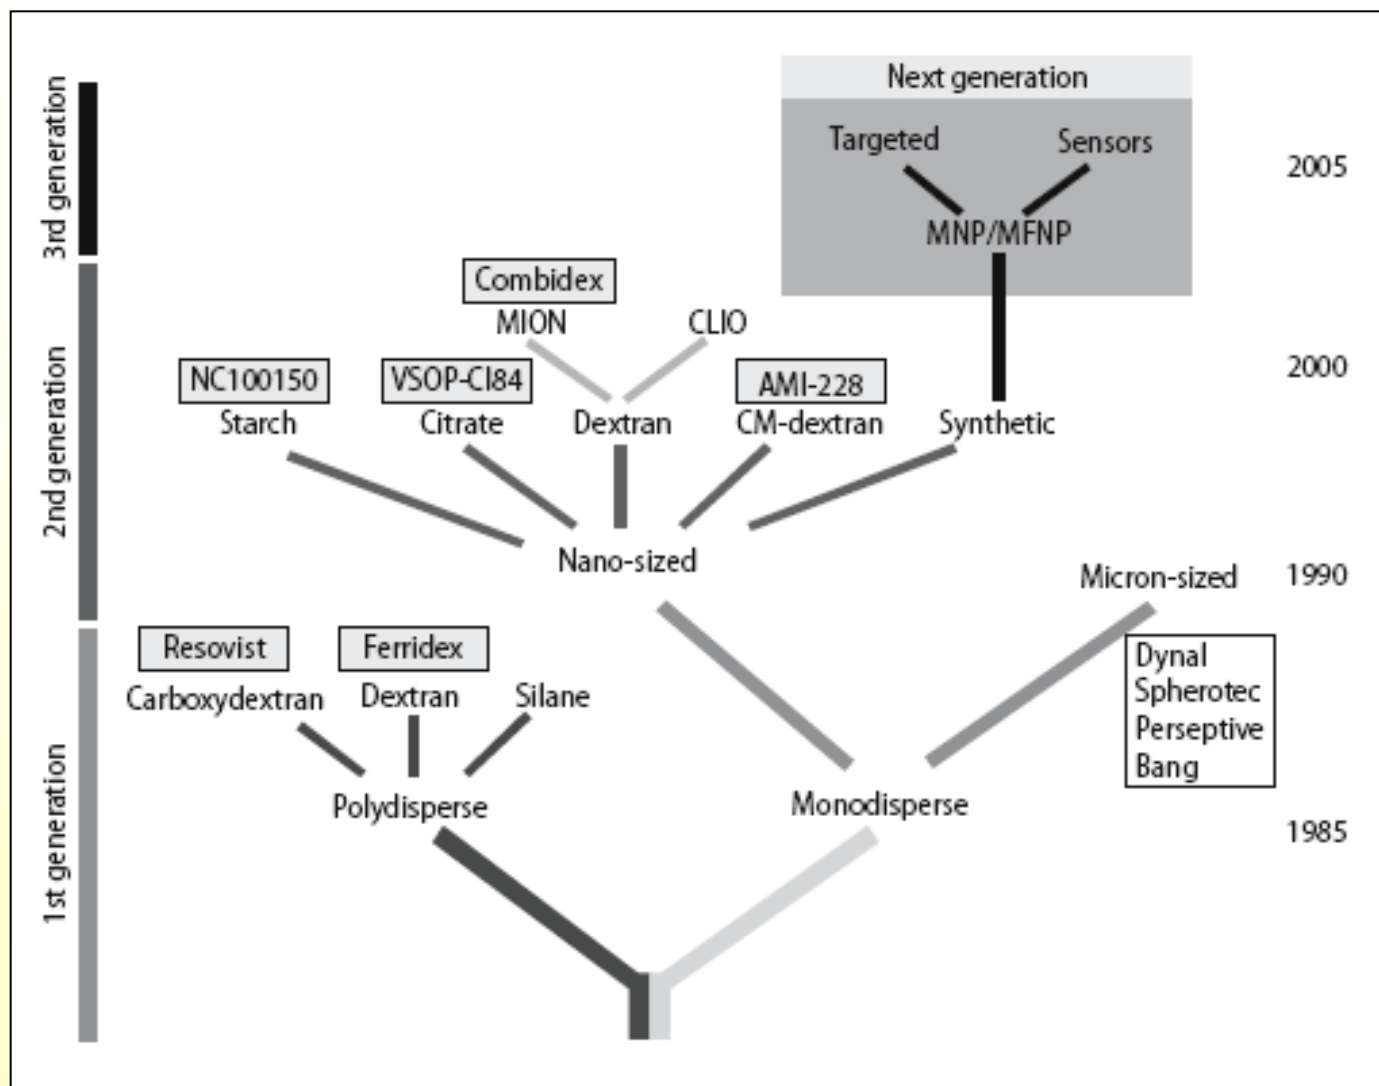 Next generation
Targeted
Sensors
2005
MNP/MFNP
3rd generation
Combidex
MION
CLIO
NC100150
VSOP-Cl84
AMI-228
2000
Starch
Citrate
Dextran
CM-dextran
Synthetic
2nd generation
Nano-sized
Micron-sized
1990
Resovist
Ferridex
Dynal
Spherotec
Perseptive
Bang
Carboxydextran
Dextran
Silane
Polydisperse
Monodisperse
1985
1st generation